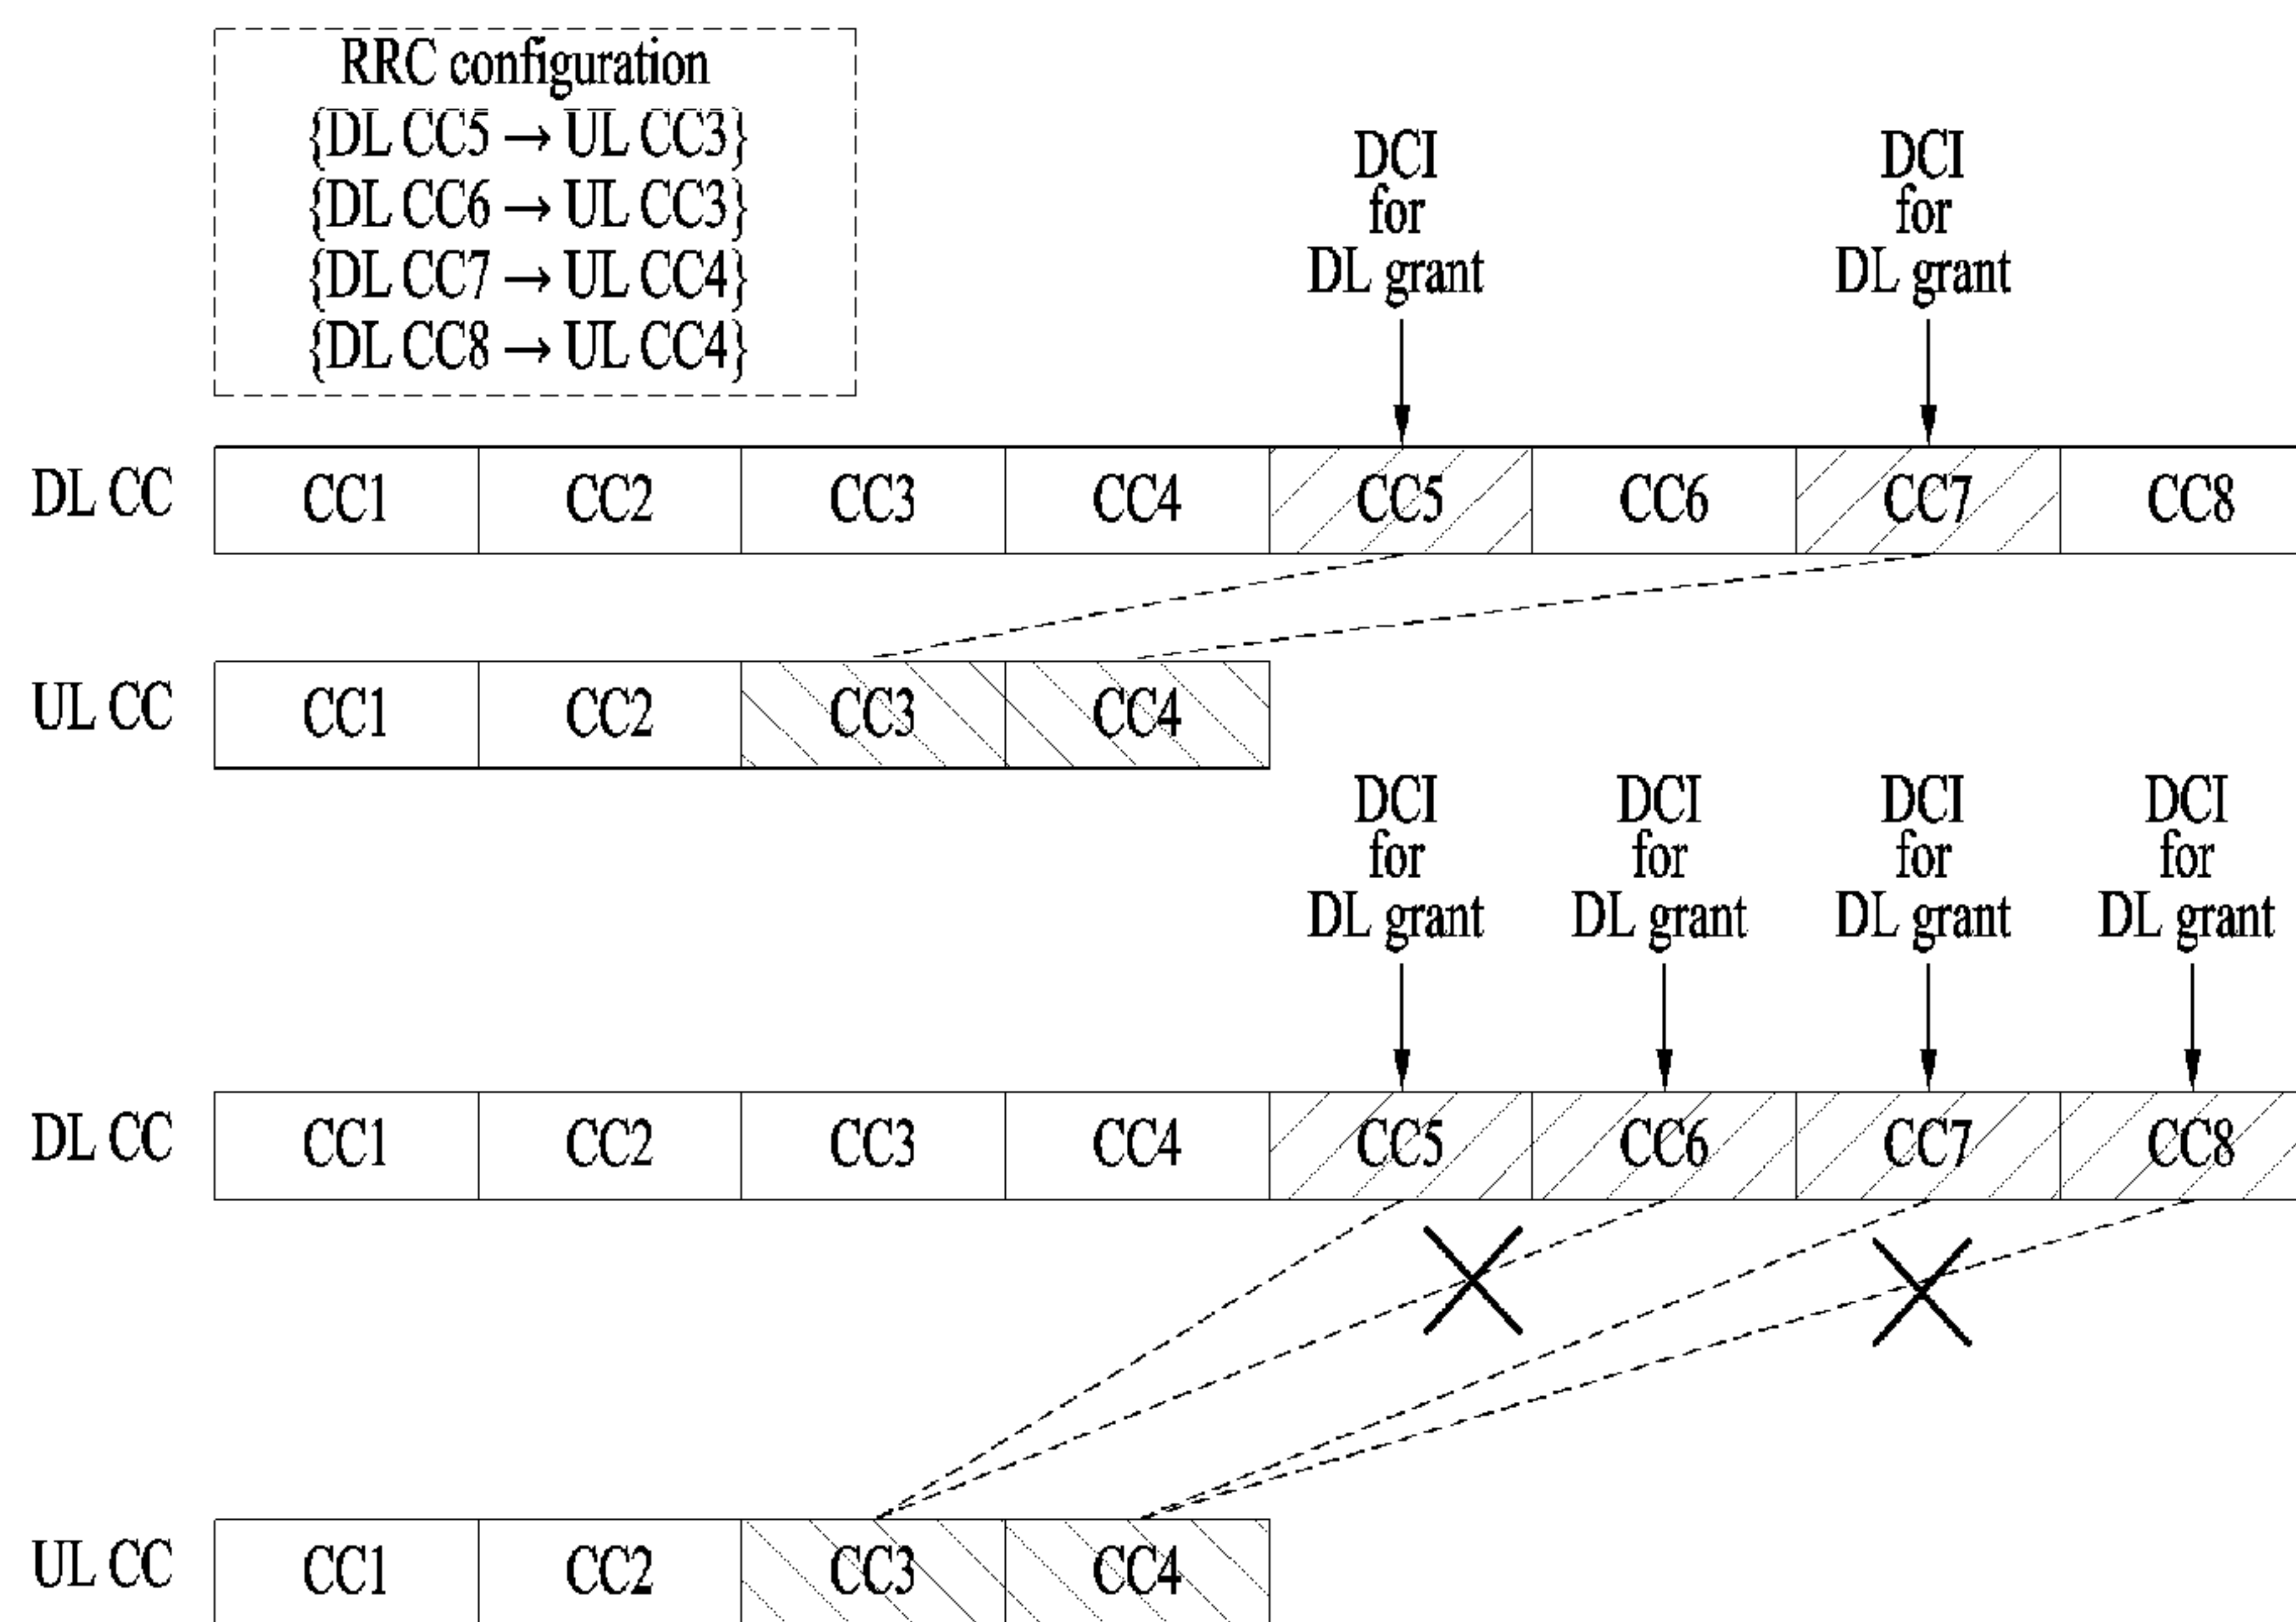 RRC configuration
{DL CC5 → UL CC3}
{DL CC6 → UL CC3}
{DL CC7 → UL CC4}
{DL CC8 → UL CC4}
DCI for DL grant
DCI for DL grant
DL CC CC1 CC2 CC3 CC4 CC5 CC6 CC7 CC8
UL CC CC1 CC2 CC3 CC4
DCI for DL grant
DCI for DL grant
DCI for DL grant
DCI for DL grant
DL CC CC1 CC2 CC3 CC4 CC5 CC6 CC7 CC8
UL CC CC1 CC2 CC3 CC4